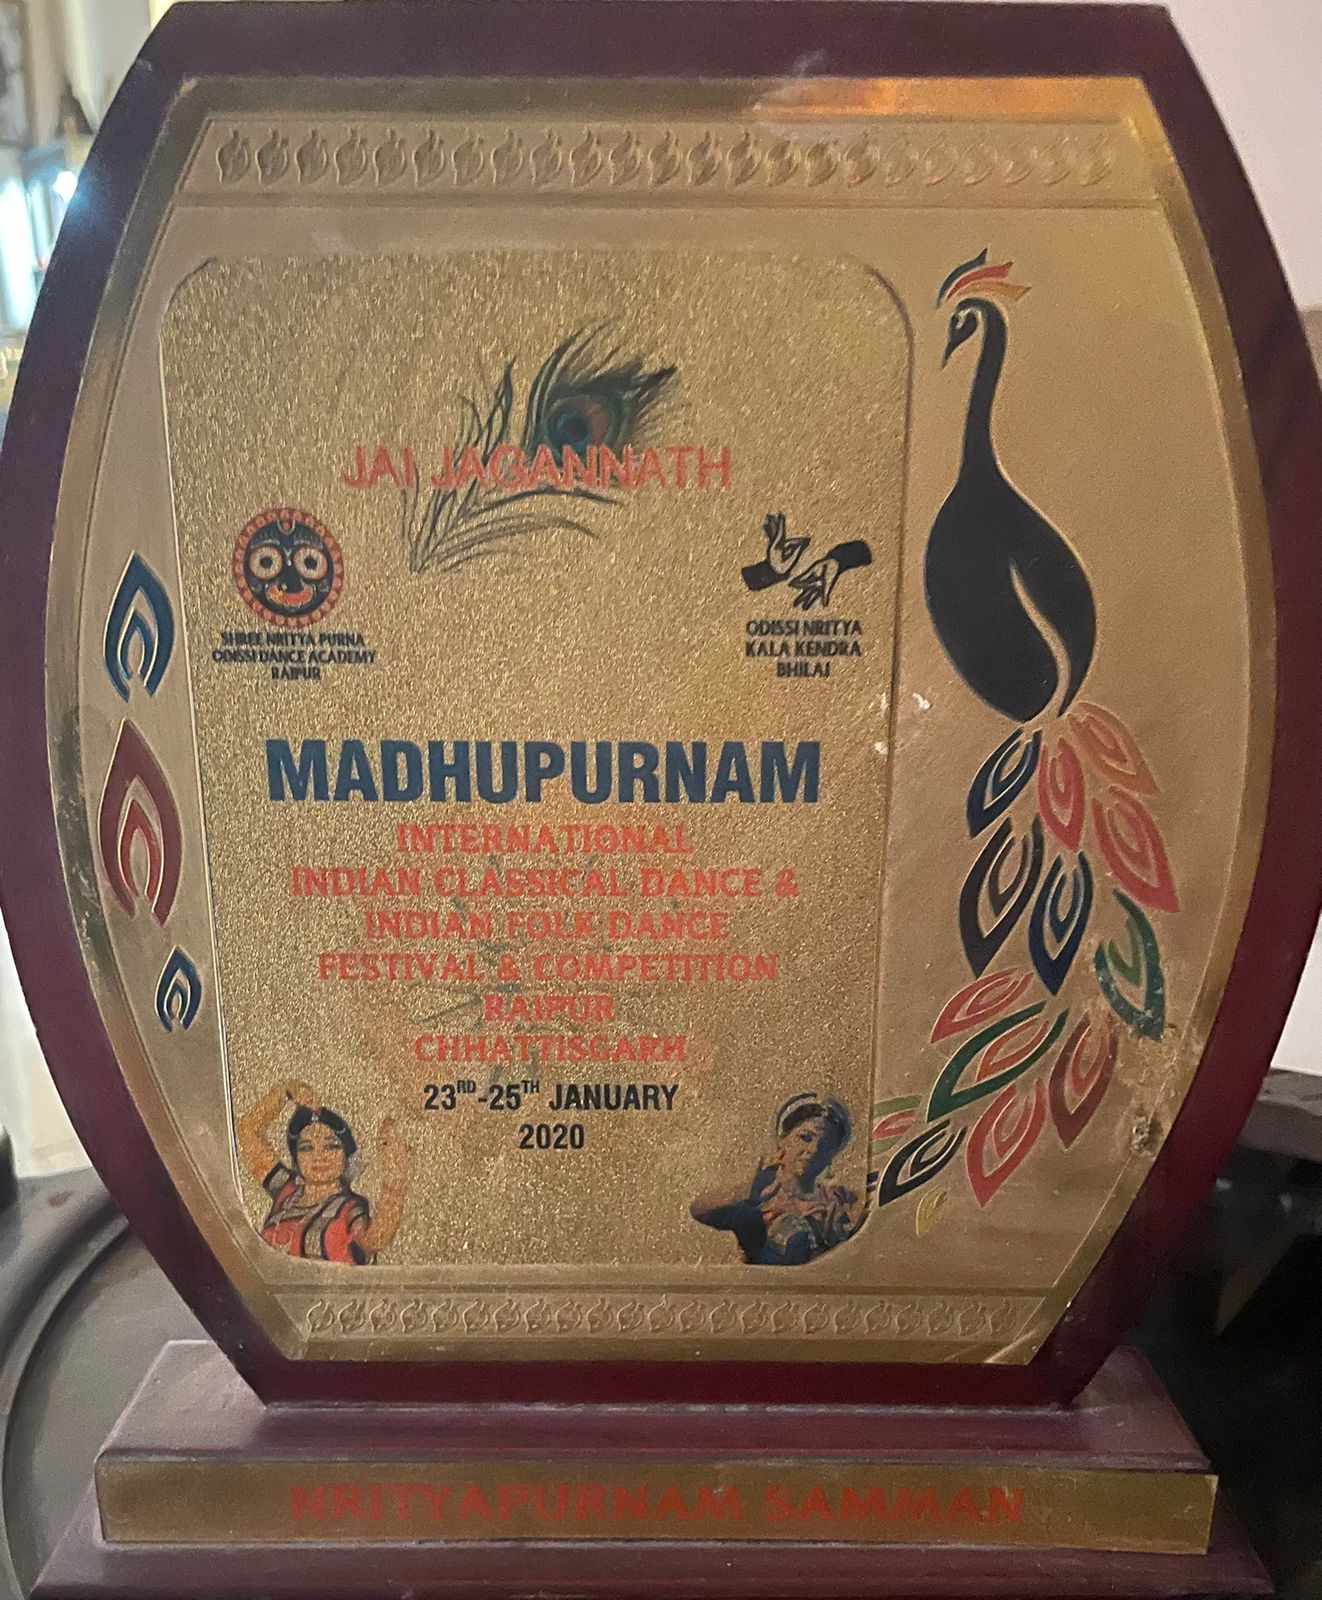 JAI JAGANNATH
SHREE NRITYA PURNA
ODISSI DANCE ACADEMY
RAIPUR
ODISSI NRITYA
KALA KENDRA
BHILAI
MADHUPURNAM
INTERNATIONAL
INDIAN CLASSICAL DANCE &
INDIAN FOLK DANCE
FESTIVAL & COMPETITION
RAIPUR
CHHATTISGARH
23RD-25TH JANUARY
2020
NRITYAPURNAM SAMMAN